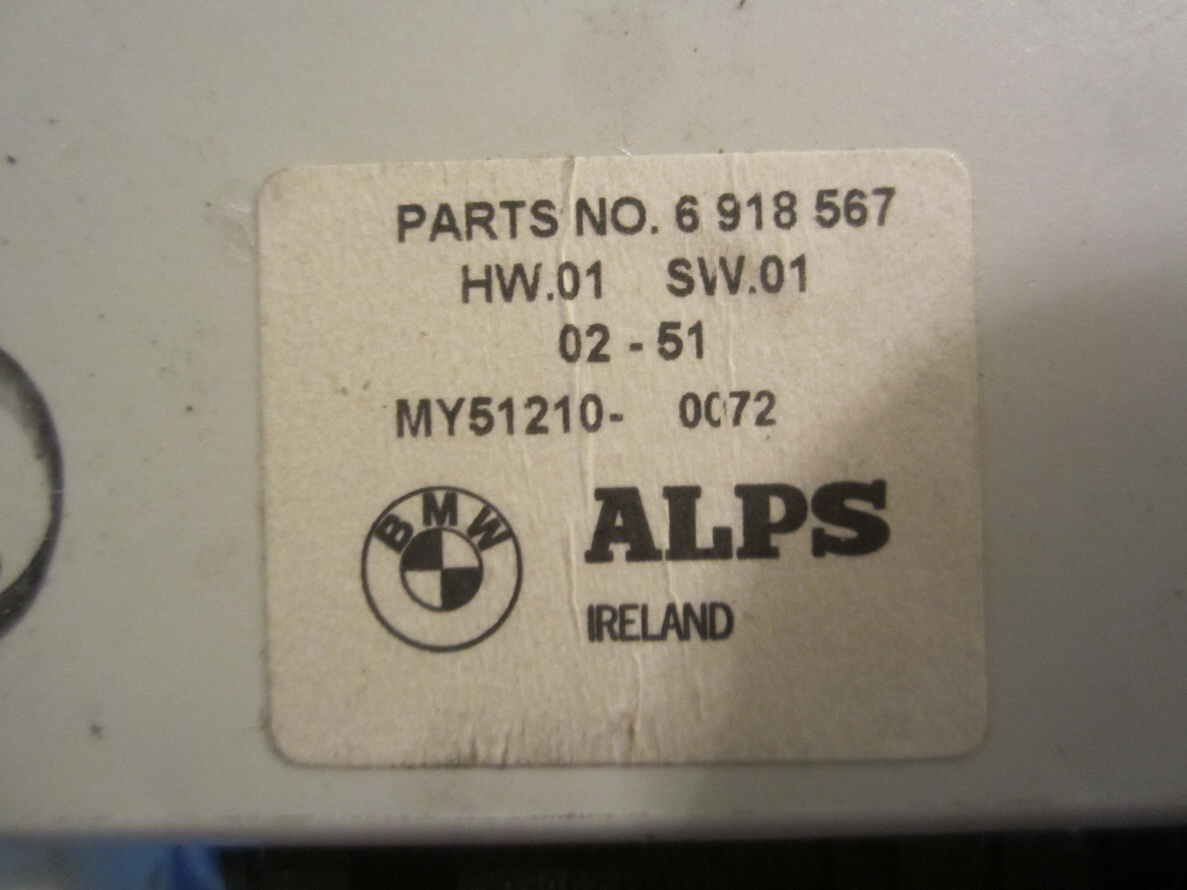 PARTS NO. 6 918 567
HW.01 SW.01
02 - 51
MY51210- 0072
BMW
ALPS
IRELAND